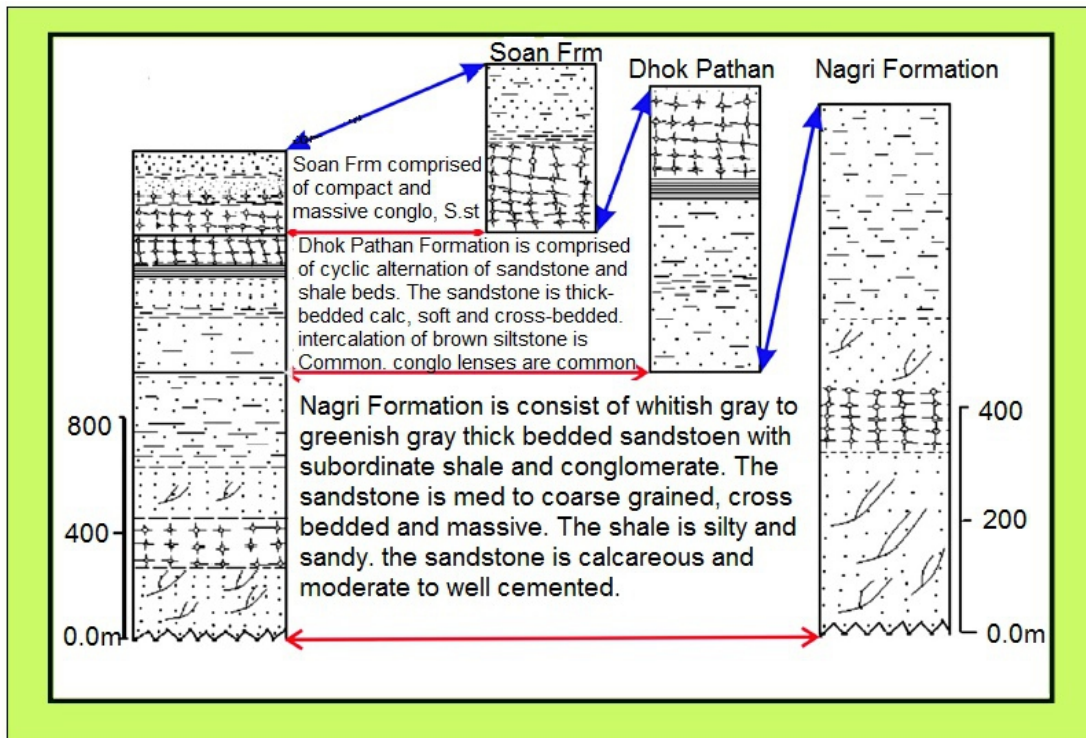 Soan Frm
Dhok Pathan
Nagri Formation
Soan Frm comprised
of compact and
massive conglo, S.st
Dhok Pathan Formation is comprised
of cyclic alternation of sandstone and
shale beds. The sandstone is thick-
bedded calc, soft and cross-bedded.
intercalation of brown siltstone is
Common. conglo lenses are common
Nagri Formation is consist of whitish gray to
greenish gray thick bedded sandstoen with
subordinate shale and conglomerate. The
sandstone is med to coarse grained, cross
bedded and massive. The shale is silty and
sandy. the sandstone is calcareous and
moderate to well cemented.
800
400
0.0m
400
200
0.0m